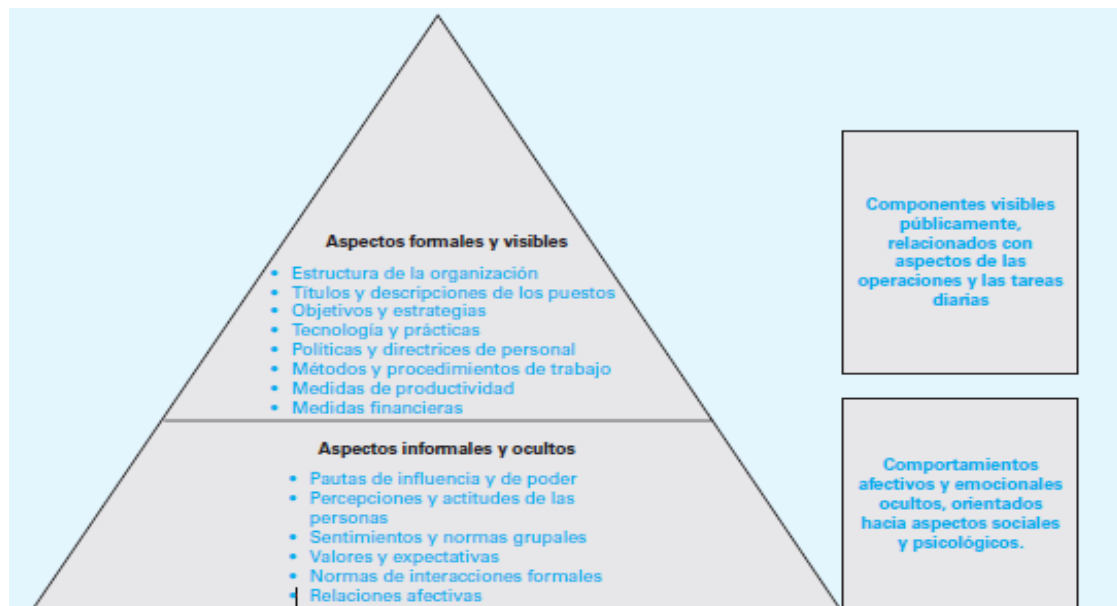 Aspectos formales y visibles
• Estructura de la organización
• Títulos y descripciones de los puestos
• Objetivos y estrategias
• Tecnología y prácticas
• Políticas y directrices de personal
• Métodos y procedimientos de trabajo
• Medidas de productividad
• Medidas financieras
Aspectos informales y ocultos
• Pautas de influencia y de poder
• Percepciones y actitudes de las
personas
• Sentimientos y normas grupales
• Valores y expectativas
• Normas de interacciones formales
• Relaciones afectivas
Componentes visibles
públicamente,
relacionados con
aspectos de las
operaciones y las tareas
diarias
Comportamientos
afectivos y emocionales
ocultos, orientados
hacia aspectos sociales
y psicológicos.